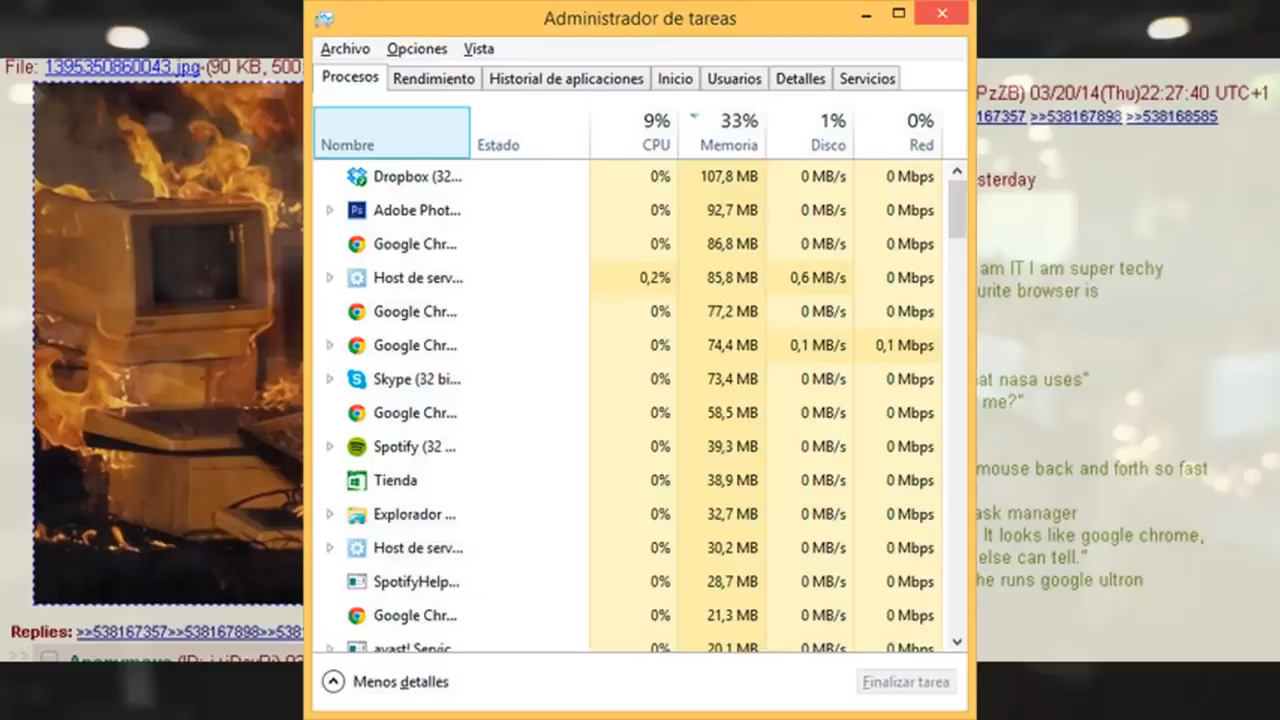 Administrador de tareas
Archivo Opciones Vista
Procesos Rendimiento Historial de aplicaciones Inicio Usuarios Detalles Servicios
9% 33% 1% 0%
Nombre Estado CPU Memoria Disco Red
Dropbox (32... 0% 107,8 MB 0 MB/s 0 Mbps
Adobe Phot... 0% 92,7 MB 0 MB/s 0 Mbps
Google Chr... 0% 86,8 MB 0 MB/s 0 Mbps
Host de serv... 0,2% 85,8 MB 0,6 MB/s 0 Mbps
Google Chr... 0% 77,2 MB 0 MB/s 0 Mbps
Google Chr... 0% 74,4 MB 0,1 MB/s 0,1 Mbps
Skype (32 bi... 0% 73,4 MB 0 MB/s 0 Mbps
Google Chr... 0% 58,5 MB 0 MB/s 0 Mbps
Spotify (32 ... 0% 39,3 MB 0 MB/s 0 Mbps
Tienda 0% 38,9 MB 0 MB/s 0 Mbps
Explorador ... 0% 32,7 MB 0 MB/s 0 Mbps
Host de serv... 0% 30,2 MB 0 MB/s 0 Mbps
SpotifyHelp... 0% 28,7 MB 0 MB/s 0 Mbps
Google Chr... 0% 21,3 MB 0 MB/s 0 Mbps
avast! Servic 0% 20,1 MB 0 MB/s 0 Mbps
Menos detalles Finalizar tarea
File: 1395350860043.jpg-(90 KB, 500
Replies: >>538167357>>538167898>>538
Anonymous
PzZB) 03/20/14(Thu)22:27:40 UTC+1
167357 >>538167898 >>538168585
sterday
am IT I am super techy
urite browser is
at nasa uses"
me?"
mouse back and forth so fast
ask manager
It looks like google chrome,
else can tell."
he runs google ultron